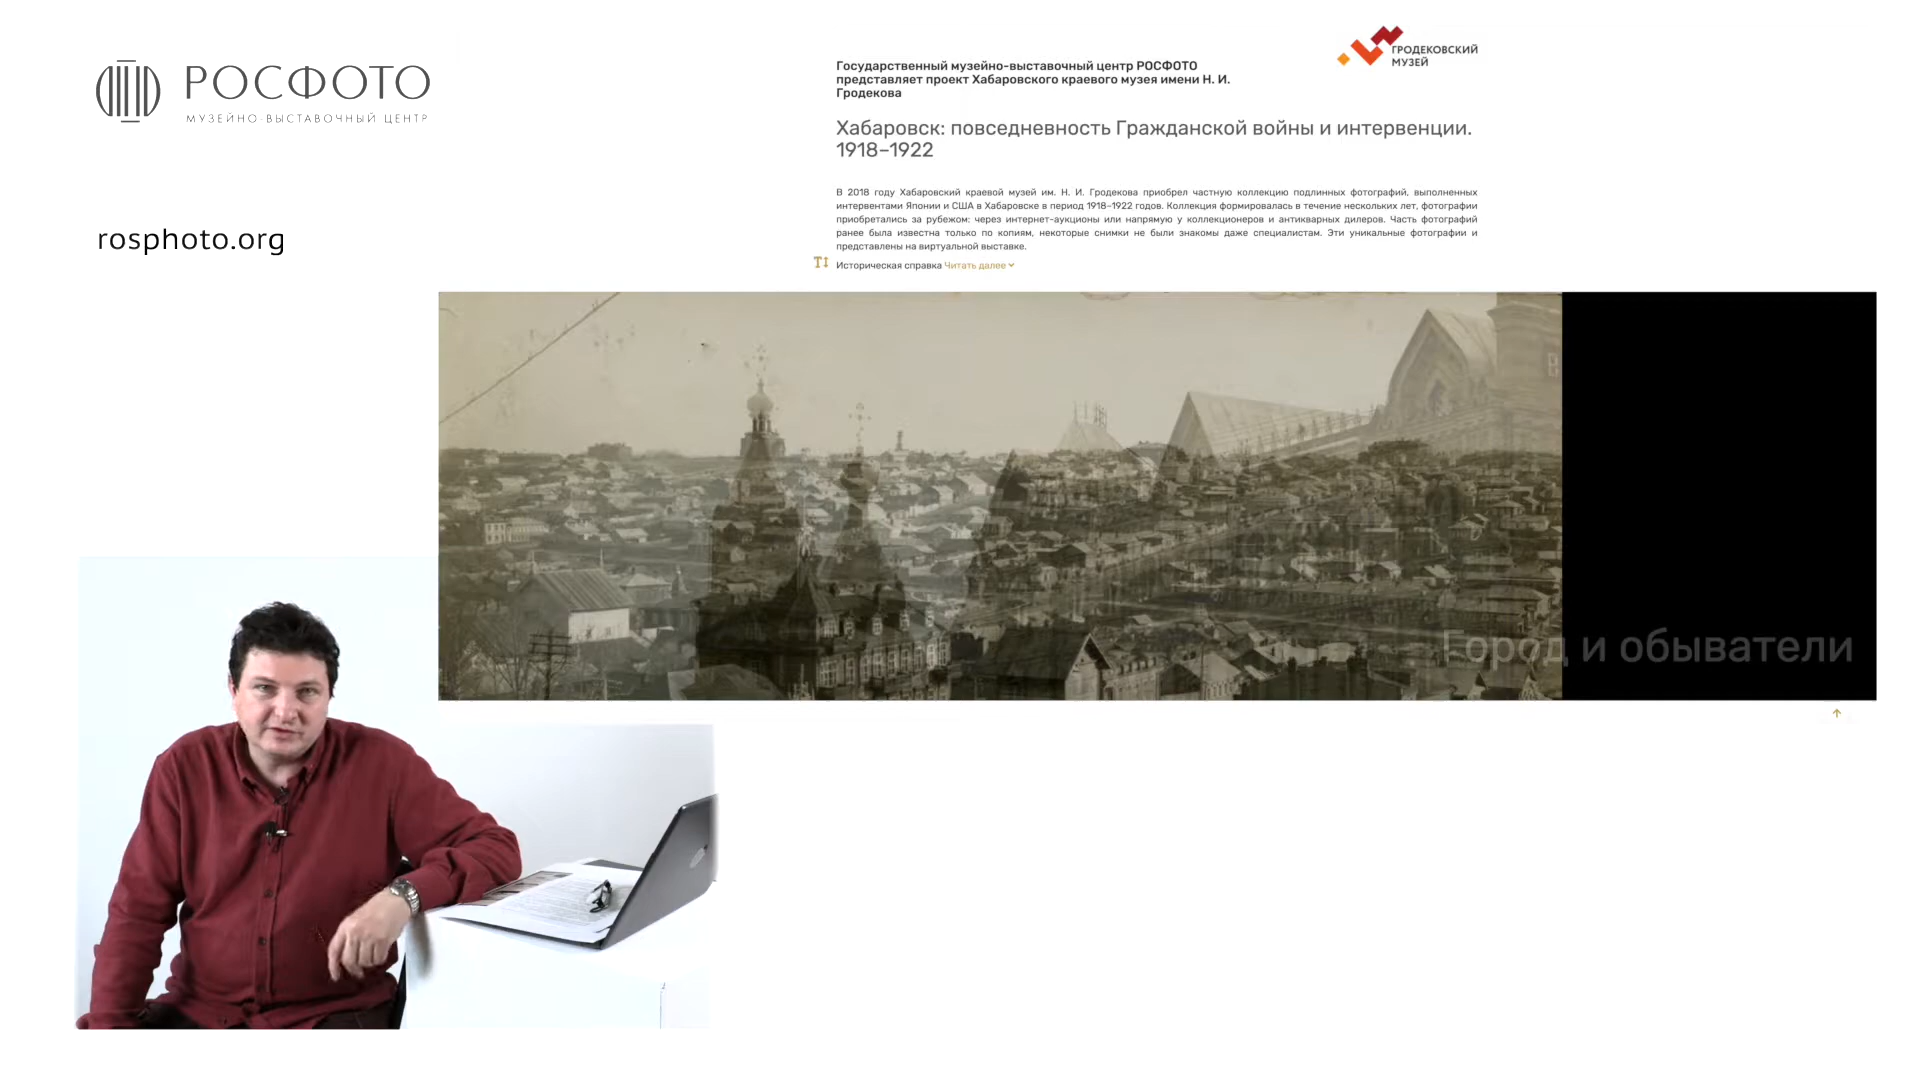 РОСФОТО
МУЗЕЙНО-ВЫСТАВОЧНЫЙ ЦЕНТР
rosphoto.org
ГРОДЕКОВСКИЙ
МУЗЕЙ
Государственный музейно-выставочный центр РОСФОТО
представляет проект Хабаровского краевого музея имени Н. И.
Гродекова
Хабаровск: повседневность Гражданской войны и интервенции.
1918–1922
В 2018 году Хабаровский краевой музей им. Н. И. Гродекова приобрел частную коллекцию подлинных фотографий, выполненных
интервентами Японии и США в Хабаровске в период 1918–1922 годов. Коллекция формировалась в течение нескольких лет, фотографии
приобретались за рубежом: через интернет-аукционы или напрямую у коллекционеров и антикварных дилеров. Часть фотографий
ранее была известна только по копиям, некоторые снимки не были знакомы даже специалистам. Эти уникальные фотографии и
представлены на виртуальной выставке.
Историческая справка Читать далее
Город и обыватели